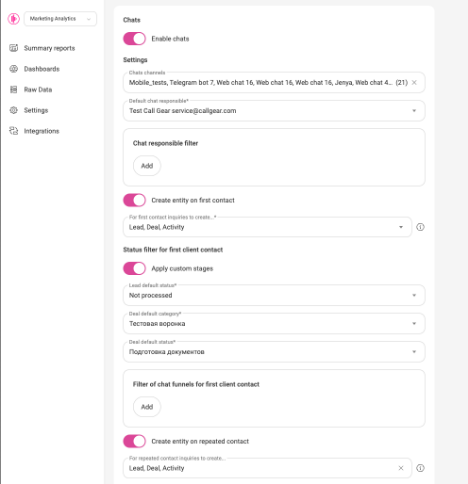 Marketing Analytics
Summary reports
Dashboards
Raw Data
Settings
Integrations
Chats
Enable chats
Settings
Chats channels
Mobile_tests, Telegram bot 7, Web chat 16, Web chat 16, Web chat 16, Jenya, Web chat 4... (21)
Default chat responsible*
Test Call Gear service@callgear.com
Chat responsible filter
Add
Create entity on first contact
For first contact inquiries to create...*
Lead, Deal, Activity
Status filter for first client contact
Apply custom stages
Lead default status*
Not processed
Deal default category*
Тестовая воронка
Deal default status*
Подготовка документов
Filter of chat funnels for first client contact
Add
Create entity on repeated contact
For repeated contact inquiries to create...
Lead, Deal, Activity